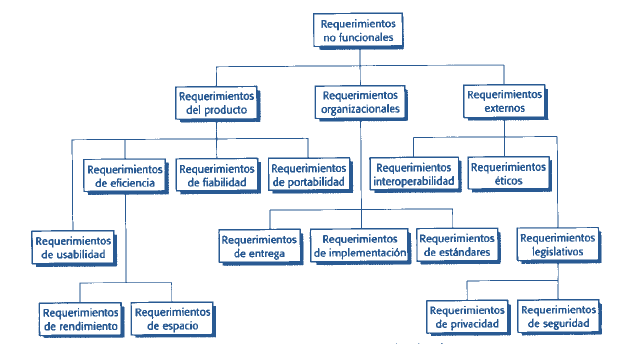 Requerimientos
no funcionales
Requerimientos
del producto
Requerimientos
organizacionales
Requerimientos
externos
Requerimientos
de eficiencia
Requerimientos
de fiabilidad
Requerimientos
de portabilidad
Requerimientos
interoperabilidad
Requerimientos
éticos
Requerimientos
de usabilidad
Requerimientos
de entrega
Requerimientos
de implementación
Requerimientos
de estándares
Requerimientos
legislativos
Requerimientos
de rendimiento
Requerimientos
de espacio
Requerimientos
de privacidad
Requerimientos
de seguridad